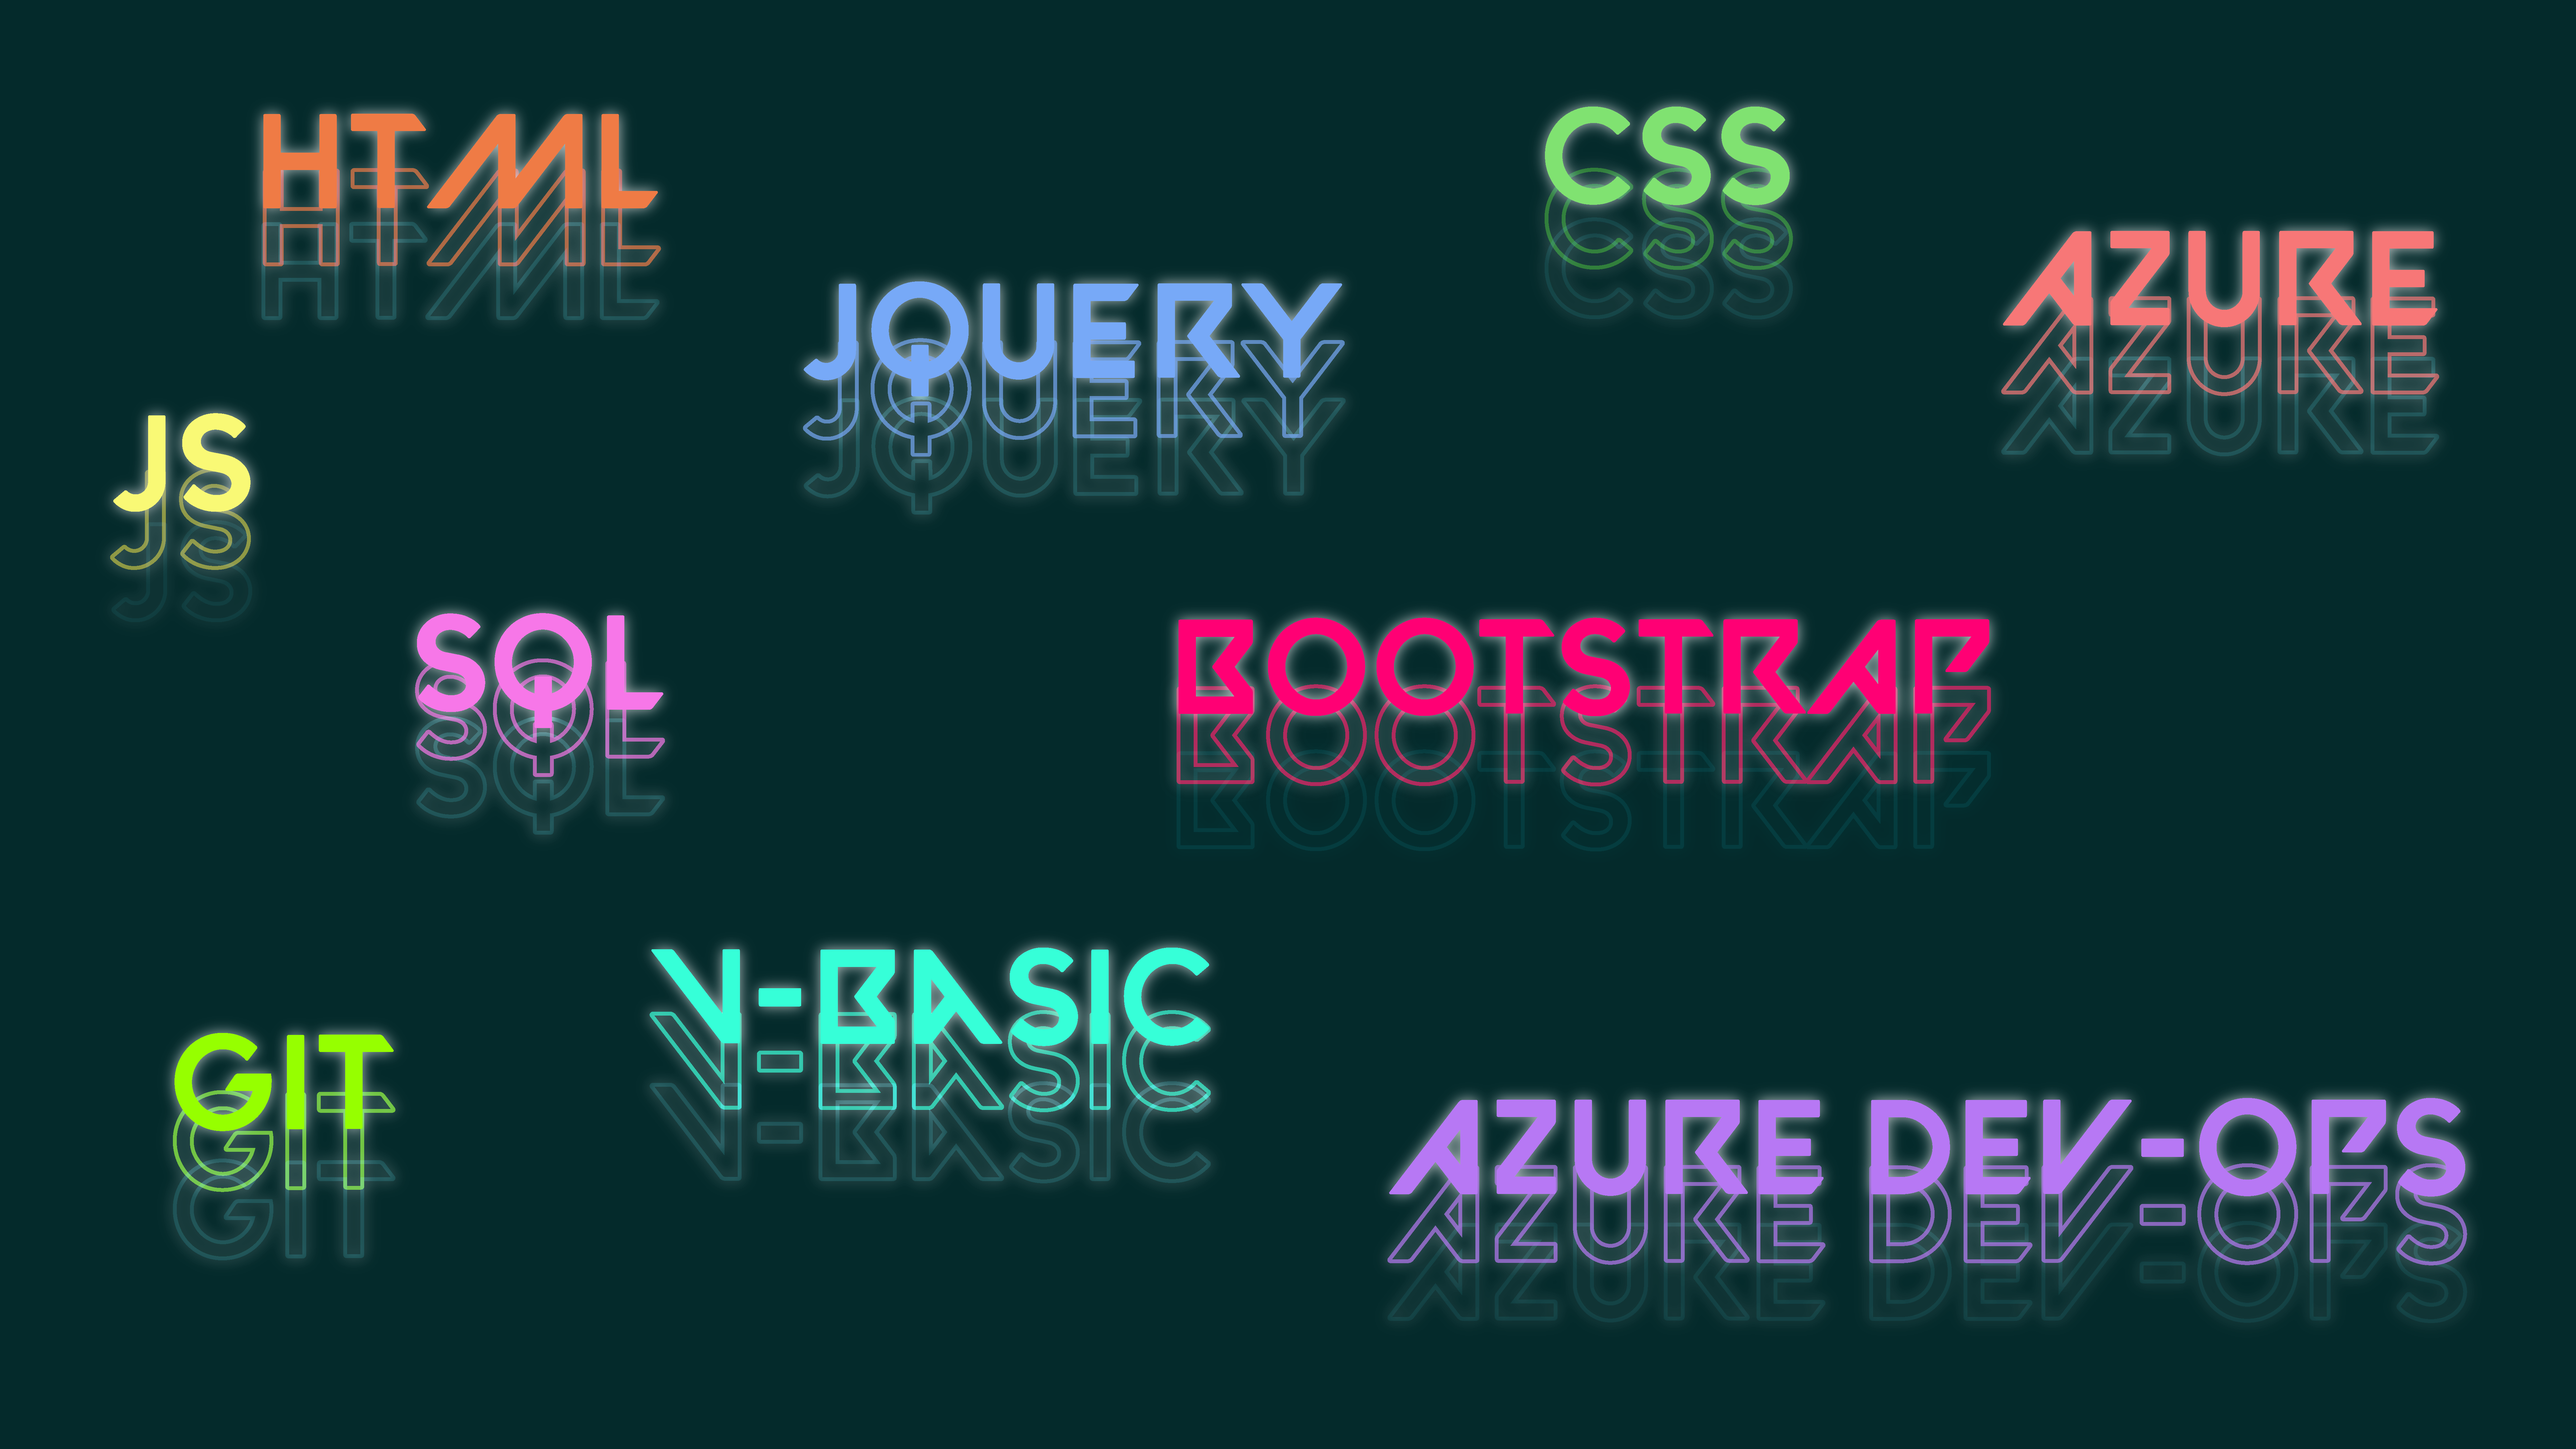 HTML
CSS
AZURE
JQUERY
JS
SQL
BOOTSTRAP
V-BASIC
GIT
AZURE DEV-OPS